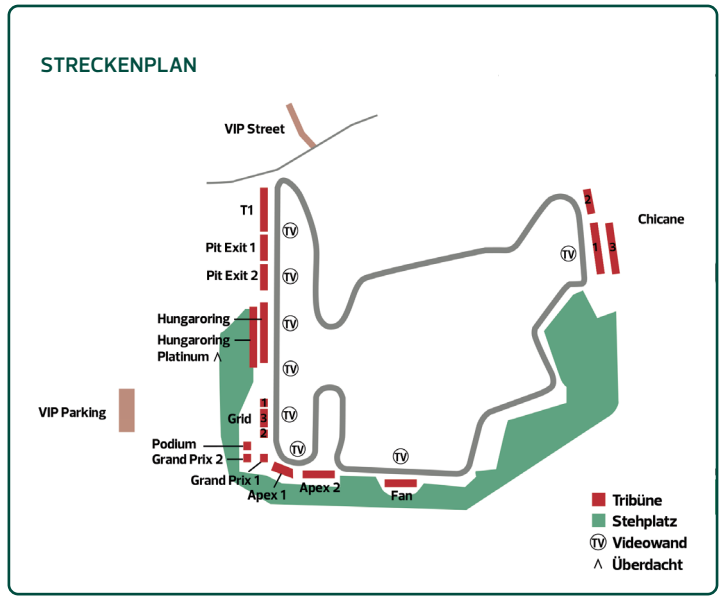 STRECKENPLAN
VIP Street
T1
TV
2
Chicane
Pit Exit 1
1
3
TV
Pit Exit 2
TV
Hungaroring
TV
Hungaroring
Platinum ∧
TV
VIP Parking
1
Grid
3
TV
2
Podium
TV
TV
Grand Prix 2
Grand Prix 1
Apex 1
Apex 2
Fan
Tribüne
Stehplatz
TV Videowand
∧ Überdacht